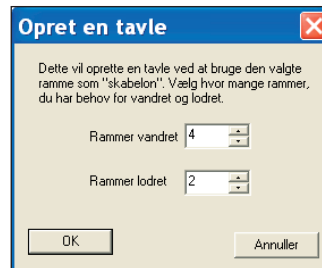 Opret en tavle
Dette vil oprette en tavle ved at bruge den valgte
ramme som "skabelon". Vælg hvor mange rammer,
du har behov for vandret og lodret.
Rammer vandret 4
Rammer lodret 2
OK Annuller